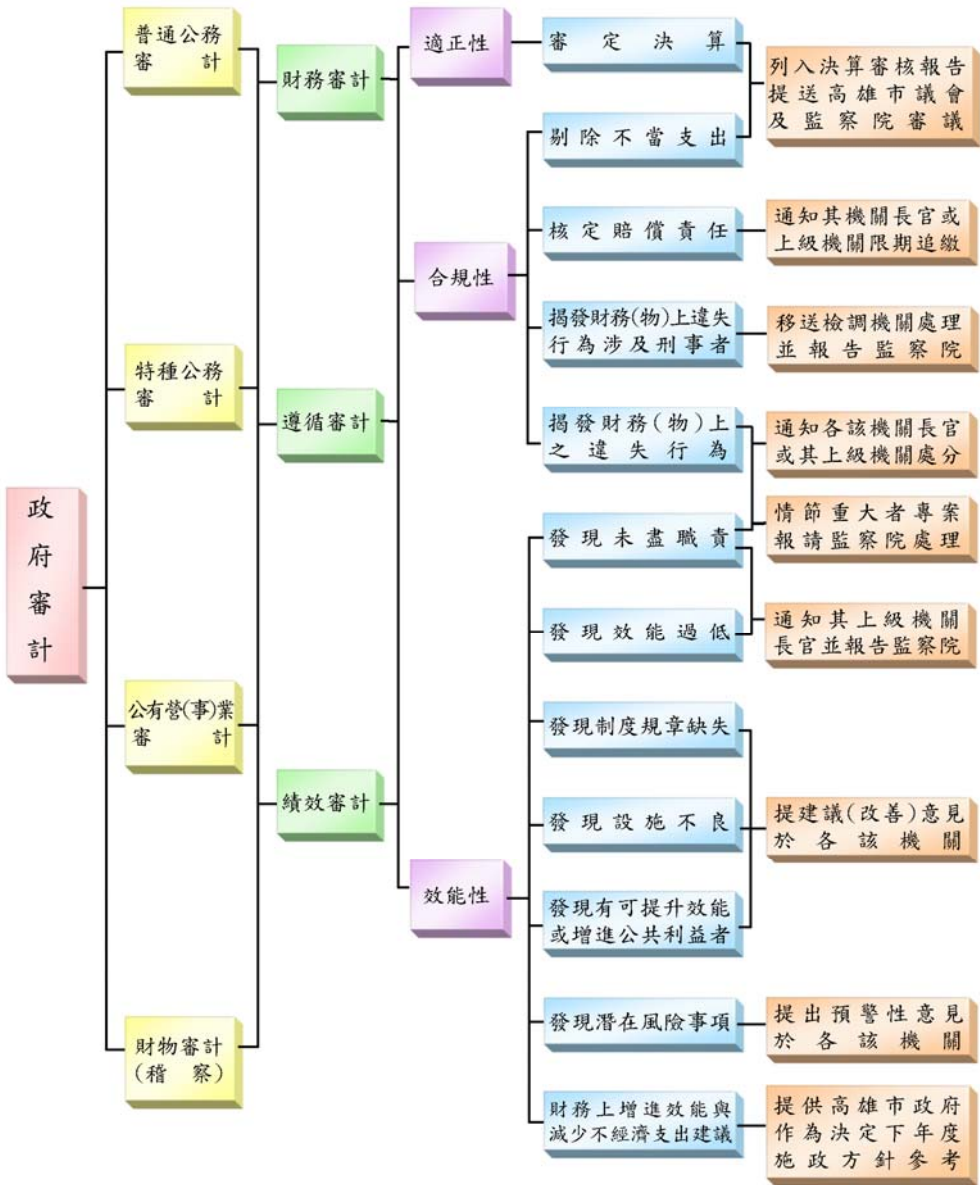 政府審計
普通公務
審計
特種公務
審計
公有營(事)業
審計
財物審計
(稽察)
財務審計
遵循審計
績效審計
適正性
合規性
效能性
審定決算
剔除不當支出
核定賠償責任
揭發財務(物)上違失
行為涉及刑事者
揭發財務(物)上
之違失行為
發現未盡職責
發現效能過低
發現制度規章缺失
發現設施不良
發現有可提升效能
或增進公共利益者
發現潛在風險事項
財務上增進效能與
減少不經濟支出建議
列入決算審核報告
提送高雄市議會
及監察院審議
通知其機關長官或
上級機關限期追繳
移送檢調機關處理
並報告監察院
通知各該機關長官
或其上級機關處分
情節重大者專案
報請監察院處理
通知其上級機關
長官並報告監察院
提建議(改善)意見
於各該機關
提出預警性意見
於各該機關
提供高雄市政府
作為決定下年度
施政方針參考